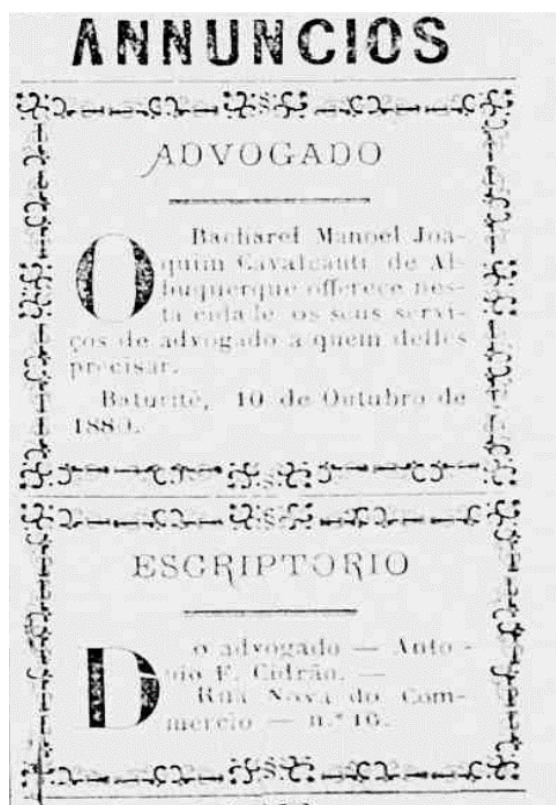 ANNUNCIOS
ADVOGADO
O Bacharel Manoel Joa-
quim Cavalcanti de Al-
buquerque offerece nes-
ta cidade os seus servi-
ços de advogado a quem delles
precisar.
Baturité, 10 de Outubro de
1880.
ESCRIPTORIO
Do advogado — Anto-
nio F. Cidrão. —
Rua Nova do Com-
mercio — n.º 16.